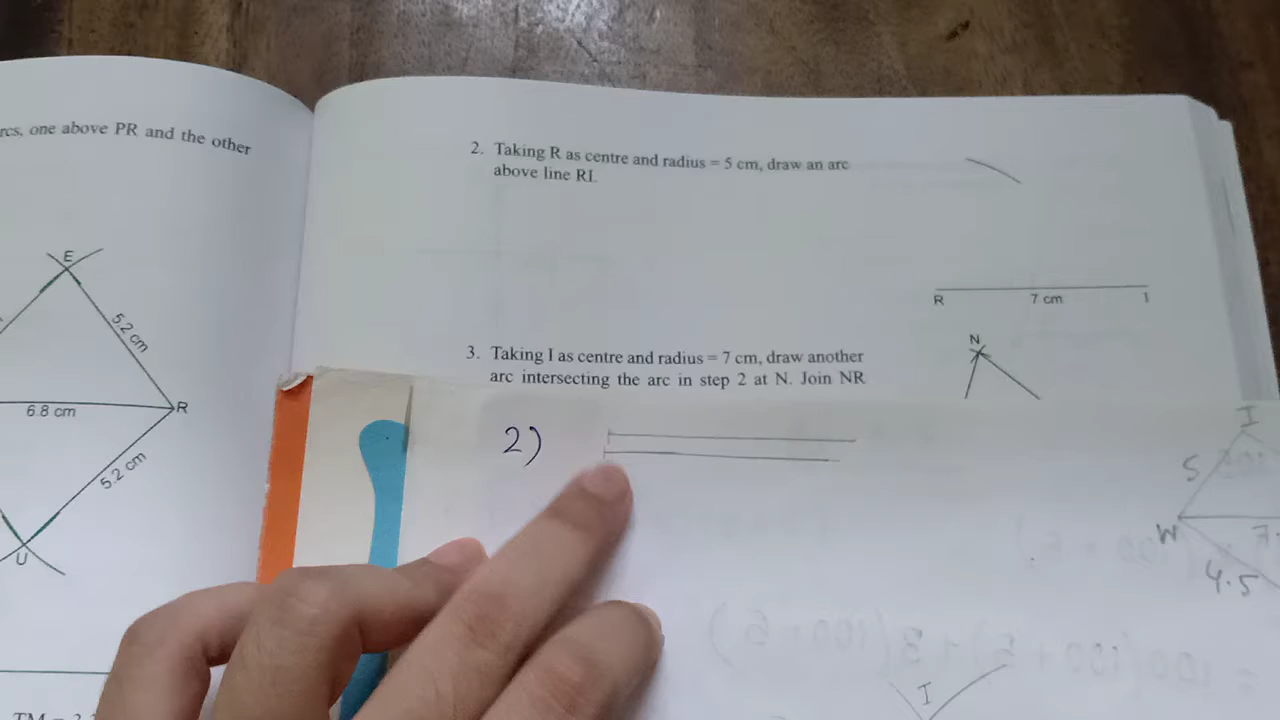 rcs, one above PR and the other
E
5.2 cm
6.8 cm
R
5.2 cm
U
2. Taking R as centre and radius = 5 cm, draw an arc
above line RI.
R 7 cm I
3. Taking I as centre and radius = 7 cm, draw another
arc intersecting the arc in step 2 at N. Join NR
N
2)
I
5
W
7.
4.5
I